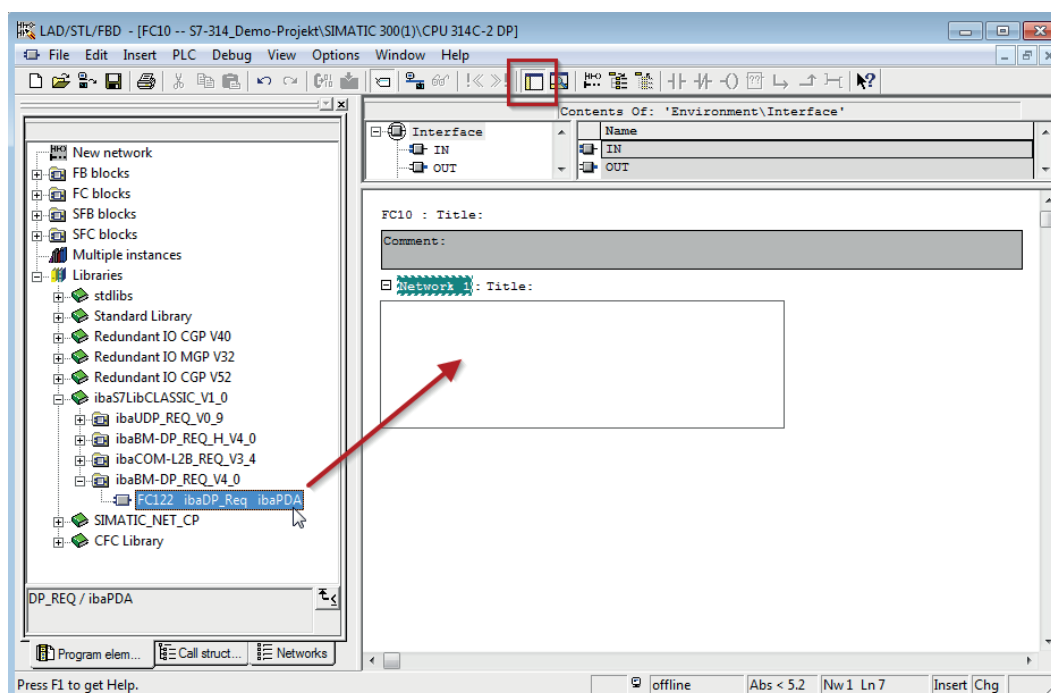 LAD/STL/FBD - [FC10 -- S7-314_Demo-Projekt\SIMATIC 300(1)\CPU 314C-2 DP]
File Edit Insert PLC Debug View Options Window Help
Contents Of: 'Environment\Interface'
Interface
IN
OUT
Name
IN
OUT
New network
FB blocks
FC blocks
SFB blocks
SFC blocks
Multiple instances
Libraries
stdlibs
Standard Library
Redundant IO CGP V40
Redundant IO MGP V32
Redundant IO CGP V52
ibaS7LibCLASSIC_V1_0
ibaUDP_REQ_V0_9
ibaBM-DP_REQ_H_V4_0
ibaCOM-L2B_REQ_V3_4
ibaBM-DP_REQ_V4_0
FC122 ibaDP_Req ibaPDA
SIMATIC_NET_CP
CFC Library
DP_REQ / ibaPDA
Program elem... Call struct... Networks
FC10 : Title:
Comment:
Network 1: Title:
Press F1 to get Help. offline Abs < 5.2 Nw 1 Ln 7 Insert Chg